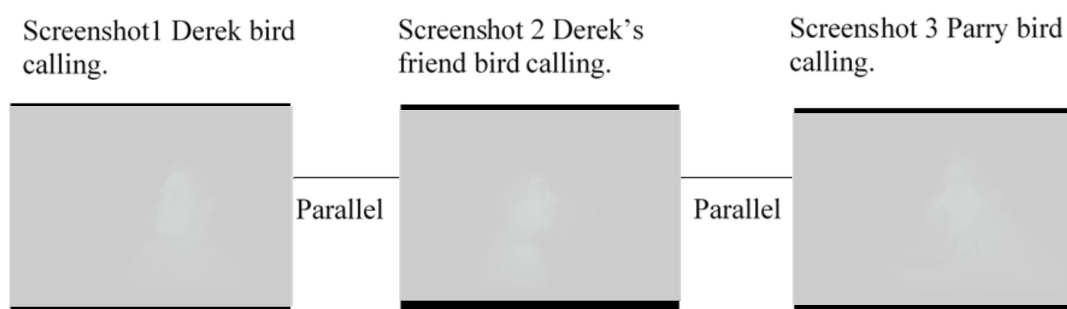 Screenshot1 Derek bird
calling.
Screenshot 2 Derek’s
friend bird calling.
Screenshot 3 Parry bird
calling.
Parallel
Parallel